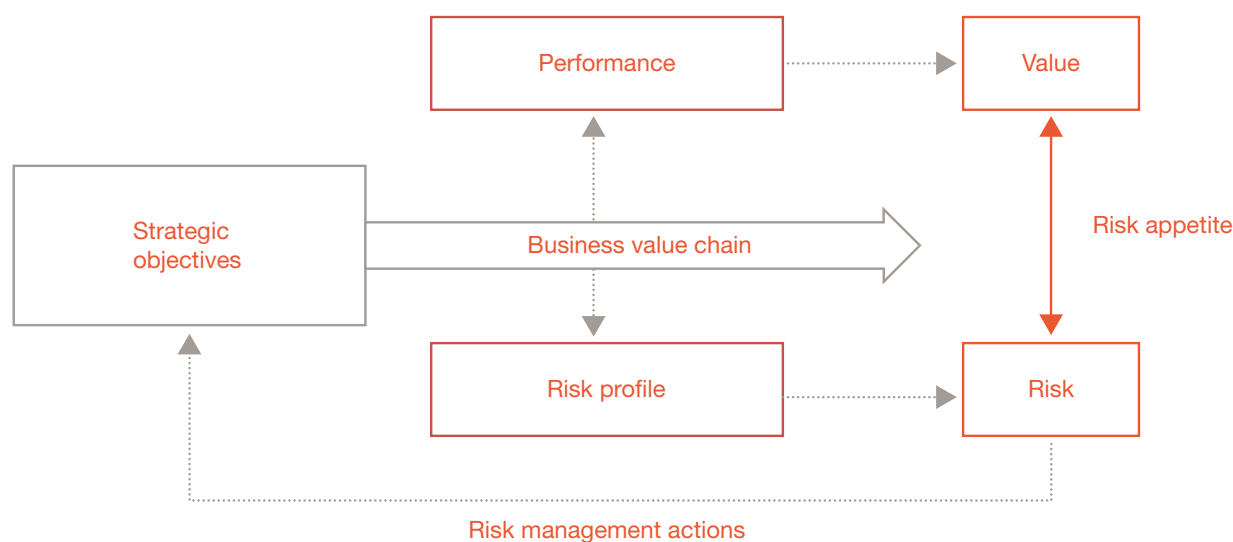 Performance
Value
Strategic
objectives
Business value chain
Risk appetite
Risk profile
Risk
Risk management actions